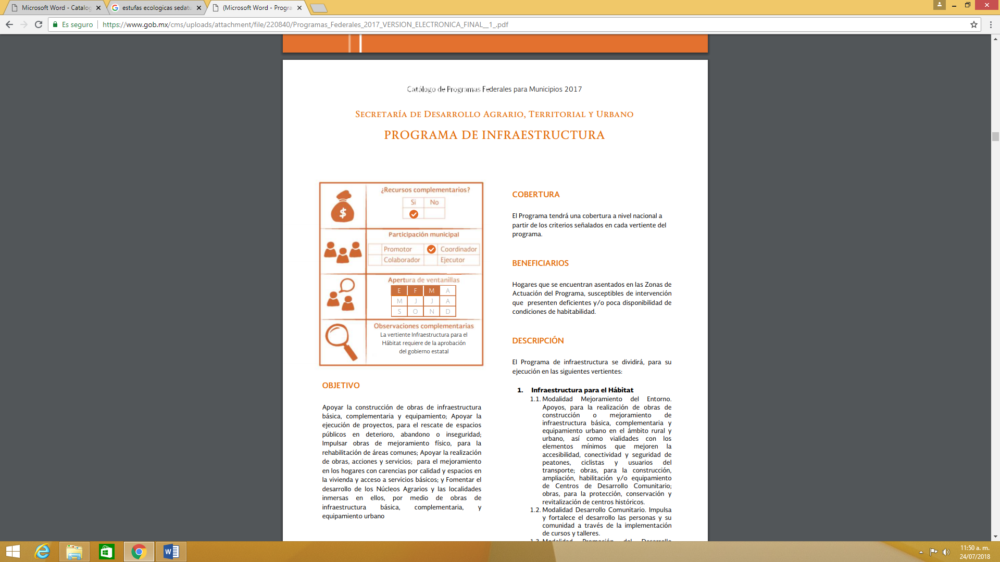 Microsoft Word - Catalog
estufas ecologicas sedatu
(Microsoft Word - Progra
Es seguro
https://www.gob.mx/cms/uploads/attachment/file/220840/Programas_Federales_2017_VERSION_ELECTRONICA_FINAL__1_.pdf
Catálogo de Programas Federales para Municipios 2017
SECRETARÍA DE DESARROLLO AGRARIO, TERRITORIAL Y URBANO
PROGRAMA DE INFRAESTRUCTURA
¿Recursos complementarios?
Si No
$
Participación municipal
Promotor Coordinador
Colaborador Ejecutor
Apertura de ventanillas
E F M A
M J J A
S O N D
Observaciones complementarias
La vertiente Infraestructura para el
Hábitat requiere de la aprobación
del gobierno estatal
OBJETIVO
Apoyar la construcción de obras de infraestructura
básica, complementaria y equipamiento; Apoyar la
ejecución de proyectos, para el rescate de espacios
públicos en deterioro, abandono o inseguridad;
Impulsar obras de mejoramiento físico, para la
rehabilitación de áreas comunes; Apoyar la realización
de obras, acciones y servicios; para el mejoramiento
en los hogares con carencias por calidad y espacios en
la vivienda y acceso a servicios básicos; y Fomentar el
desarrollo de los Núcleos Agrarios y las localidades
inmersas en ellos, por medio de obras de
infraestructura básica, complementaria, y
equipamiento urbano
COBERTURA
El Programa tendrá una cobertura a nivel nacional a
partir de los criterios señalados en cada vertiente del
programa.
BENEFICIARIOS
Hogares que se encuentran asentados en las Zonas de
Actuación del Programa, susceptibles de intervención
que presenten deficientes y/o poca disponibilidad de
condiciones de habitabilidad.
DESCRIPCIÓN
El Programa de infraestructura se dividirá, para su
ejecución en las siguientes vertientes:
1. Infraestructura para el Hábitat
1.1. Modalidad Mejoramiento del Entorno.
Apoyos, para la realización de obras de
construcción o mejoramiento de
infraestructura básica, complementaria y
equipamiento urbano en el ámbito rural y
urbano, así como vialidades con los
elementos mínimos que mejoren la
accesibilidad, conectividad y seguridad de
peatones, ciclistas y usuarios del
transporte; obras, para la construcción,
ampliación, habilitación y/o equipamiento
de Centros de Desarrollo Comunitario;
obras, para la protección, conservación y
revitalización de centros históricos.
1.2. Modalidad Desarrollo Comunitario. Impulsa
y fortalece el desarrollo las personas y su
comunidad a través de la implementación
de cursos y talleres.
1.3. Modalidad Promoción del Desarrollo
11:50 a. m.
24/07/2018